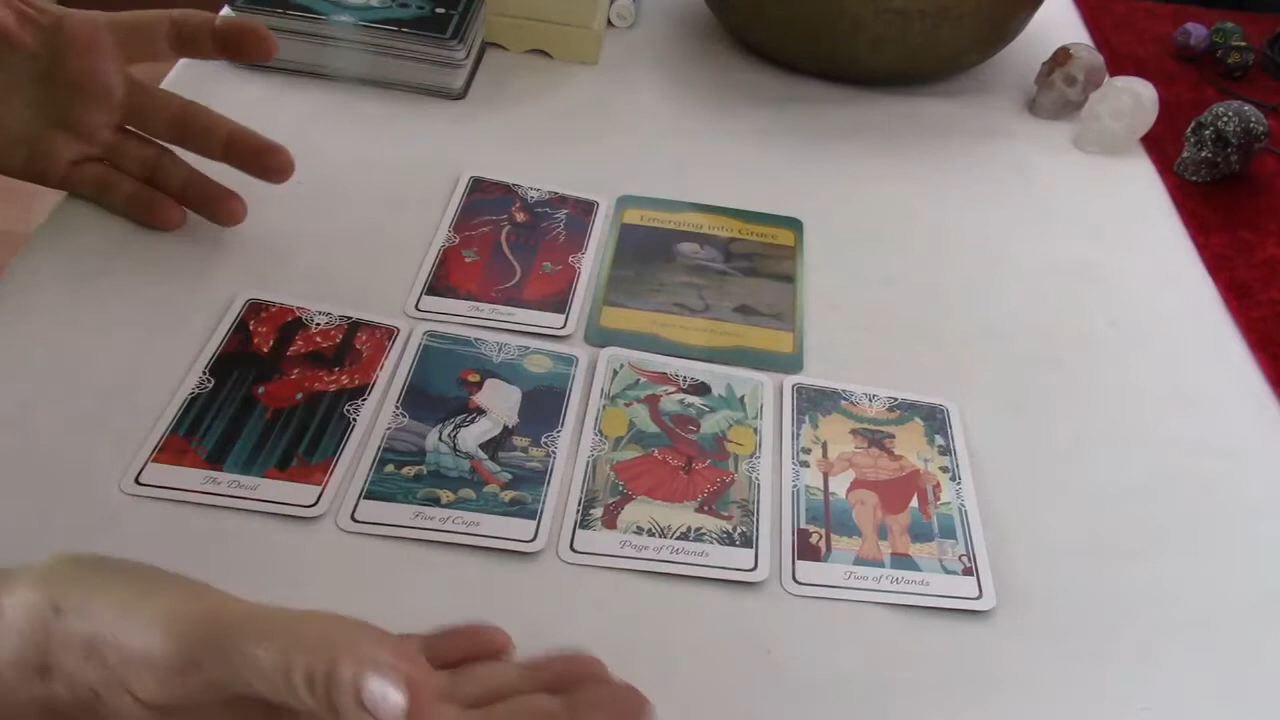 Emerging into Grace
The Tower
The Devil
Five of Cups
Page of Wands
Two of Wands